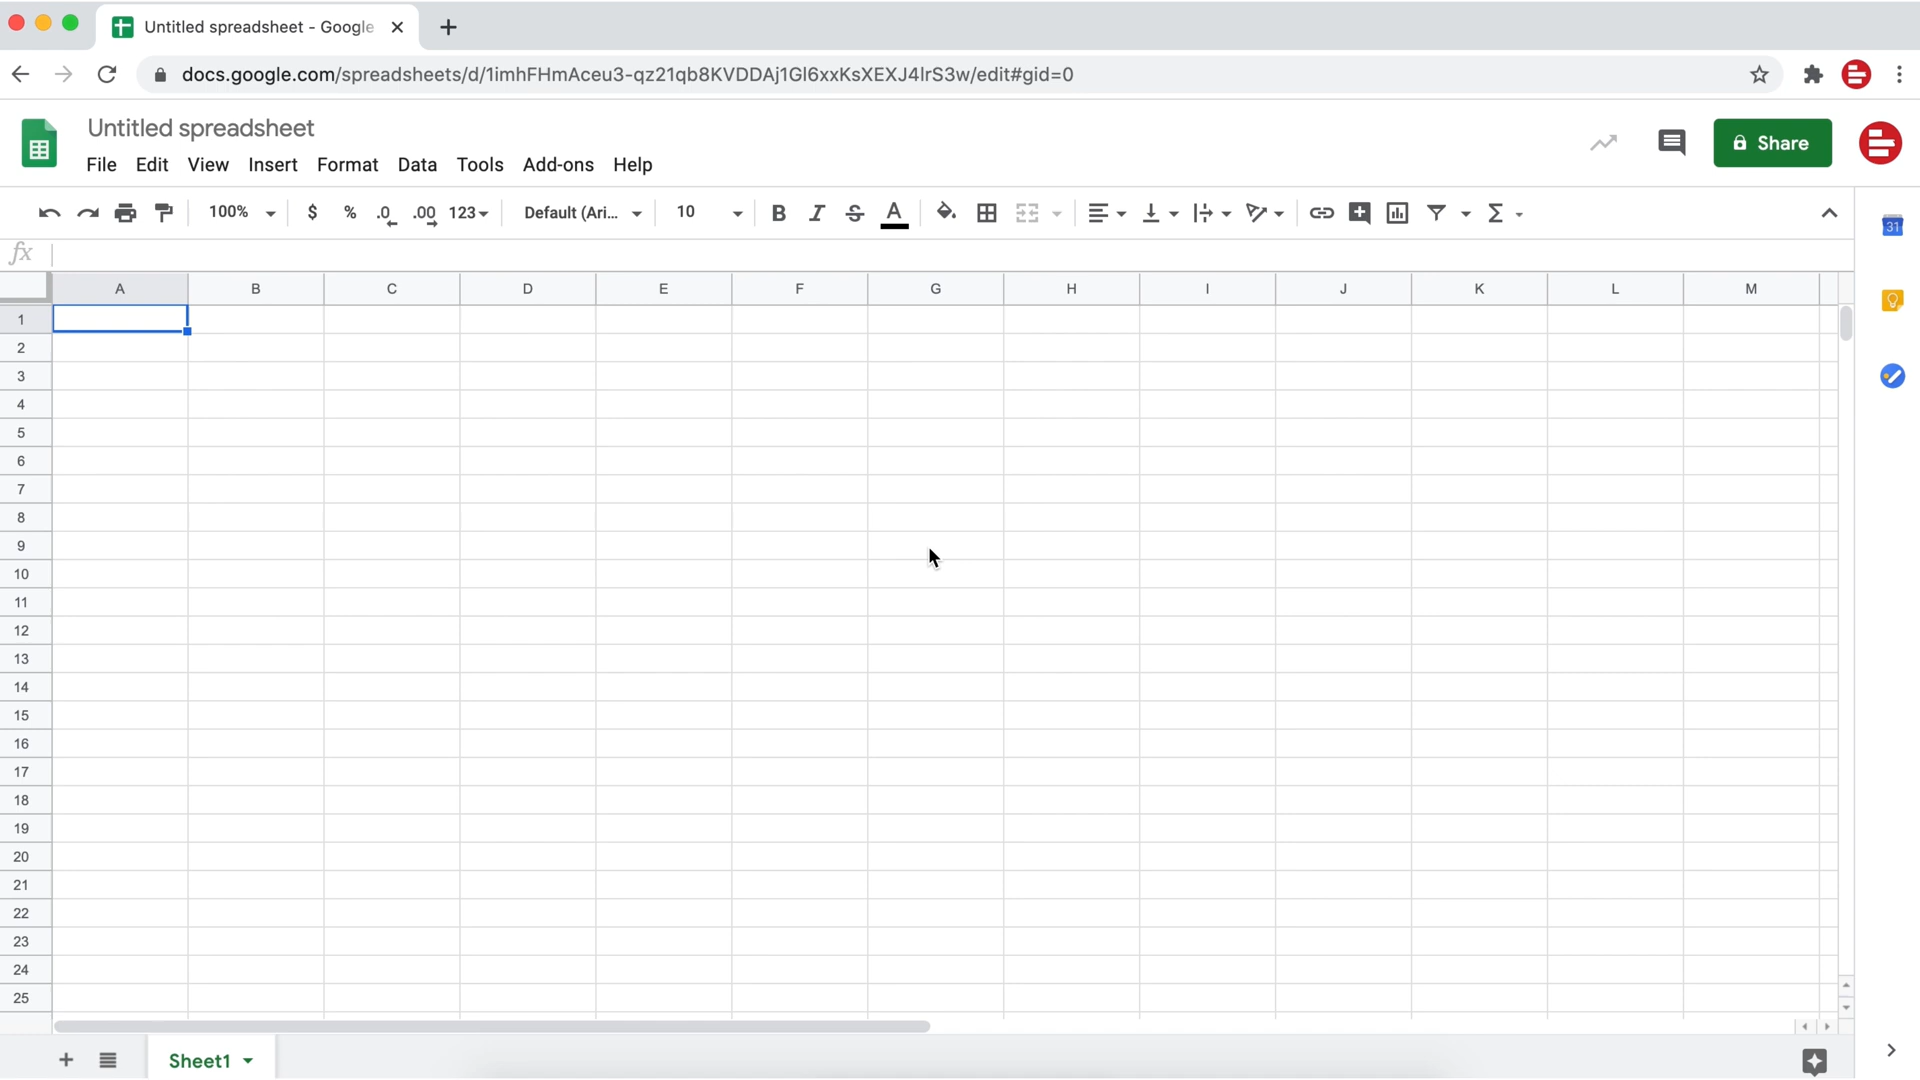 Untitled spreadsheet - Google
docs.google.com/spreadsheets/d/1imhFHmAceu3-qz21qb8KVDDAj1Gl6xxKsXEXJ4lrS3w/edit#gid=0
Untitled spreadsheet
File Edit View Insert Format Data Tools Add-ons Help
Share
100% $ % .0 .00 123 Default (Ari... 10 B I S A Σ
31
fx
A B C D E F G H I J K L M
1
2
3
4
5
6
7
8
9
10
11
12
13
14
15
16
17
18
19
20
21
22
23
24
25
Sheet1